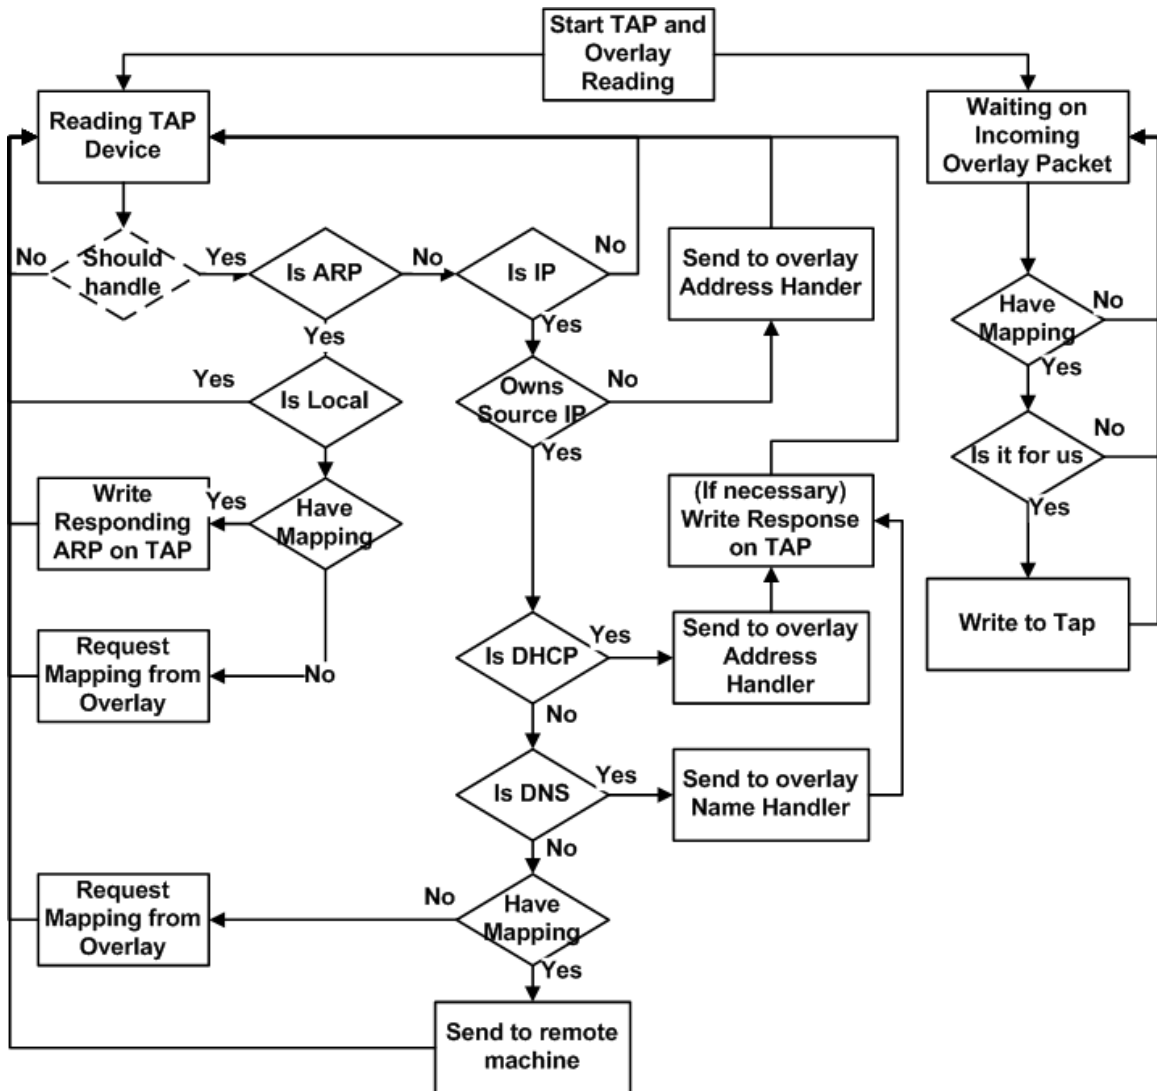 Start TAP and
Overlay
Reading
Reading TAP
Device
Waiting on
Incoming
Overlay Packet
No
Should
handle
Yes
Is ARP
No
Is IP
No
Send to overlay
Address Hander
Yes
Yes
Have
Mapping
No
Yes
Yes
Is Local
Owns
Source IP
No
Yes
Is it for us
No
Yes
Write
Responding
ARP on TAP
Yes
Have
Mapping
(If necessary)
Write Response
on TAP
Write to Tap
Request
Mapping from
Overlay
No
Is DHCP
Yes
Send to overlay
Address
Handler
No
Is DNS
Yes
Send to overlay
Name Handler
No
Request
Mapping from
Overlay
No
Have
Mapping
Yes
Send to remote
machine